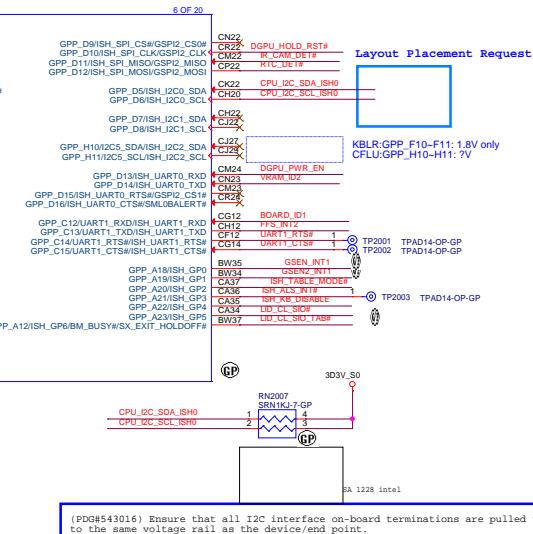 6 OF 20
GPP_D9/ISH_SPI_CS#/GSPI2_CS0# CN22
GPP_D10/ISH_SPI_CLK/GSPI2_CLK CR22 DGPU_HOLD_RST#
GPP_D11/ISH_SPI_MISO/GSPI2_MISO CM22 IR_CAM_DET#
GPP_D12/ISH_SPI_MOSI/GSPI2_MOSI CP22 RTC_DET#
Layout Placement Request
GPP_D5/ISH_I2C0_SDA CK22 CPU_I2C_SDA_ISH0
GPP_D6/ISH_I2C0_SCL CH20 CPU_I2C_SCL_ISH0
GPP_D7/ISH_I2C1_SDA CH22
GPP_D8/ISH_I2C1_SCL CJ22
GPP_H10/I2C5_SDA/ISH_I2C2_SDA CJ27
GPP_H11/I2C5_SCL/ISH_I2C2_SCL CJ29
KBLR:GPP_F10~F11: 1.8V only
CFLU:GPP_H10~H11: ?V
GPP_D13/ISH_UART0_RXD CM24 DGPU_PWR_EN
GPP_D14/ISH_UART0_TXD CN23 VRAM_ID2
GPP_D15/ISH_UART0_RTS#/GSPI2_CS1# CM23
GPP_D16/ISH_UART0_CTS#/SML0BALERT# CR24
GPP_C12/UART1_RXD/ISH_UART1_RXD CG12 BOARD_ID1
GPP_C13/UART1_TXD/ISH_UART1_TXD CH12 FFS_INT2
GPP_C14/UART1_RTS#/ISH_UART1_RTS# CF12 UART1_RTS# 1 TP2001 TPAD14-OP-GP
GPP_C15/UART1_CTS#/ISH_UART1_CTS# CG14 UART1_CTS# 1 TP2002 TPAD14-OP-GP
GPP_A18/ISH_GP0 BW35 GSEN_INT1
GPP_A19/ISH_GP1 BW34 GSEN2_INT1
GPP_A20/ISH_GP2 CA37 ISH_TABLE_MODE#
GPP_A21/ISH_GP3 CA36 ISH_ALS_INT# 1 TP2003 TPAD14-OP-GP
GPP_A22/ISH_GP4 CA35 ISH_KB_DISABLE
GPP_A23/ISH_GP5 CA34 LID_CL_SIO#
PP_A12/ISH_GP6/BM_BUSY#/SX_EXIT_HOLDOFF# BW37 LID_CL_SIO_TAB#
GP
3D3V_S0
RN2007
SRN1KJ-7-GP
CPU_I2C_SDA_ISH0 1 4
CPU_I2C_SCL_ISH0 2 3
GP
SA 1228 intel
(PDG#543016) Ensure that all I2C interface on-board terminations are pulled
to the same voltage rail as the device/end point.